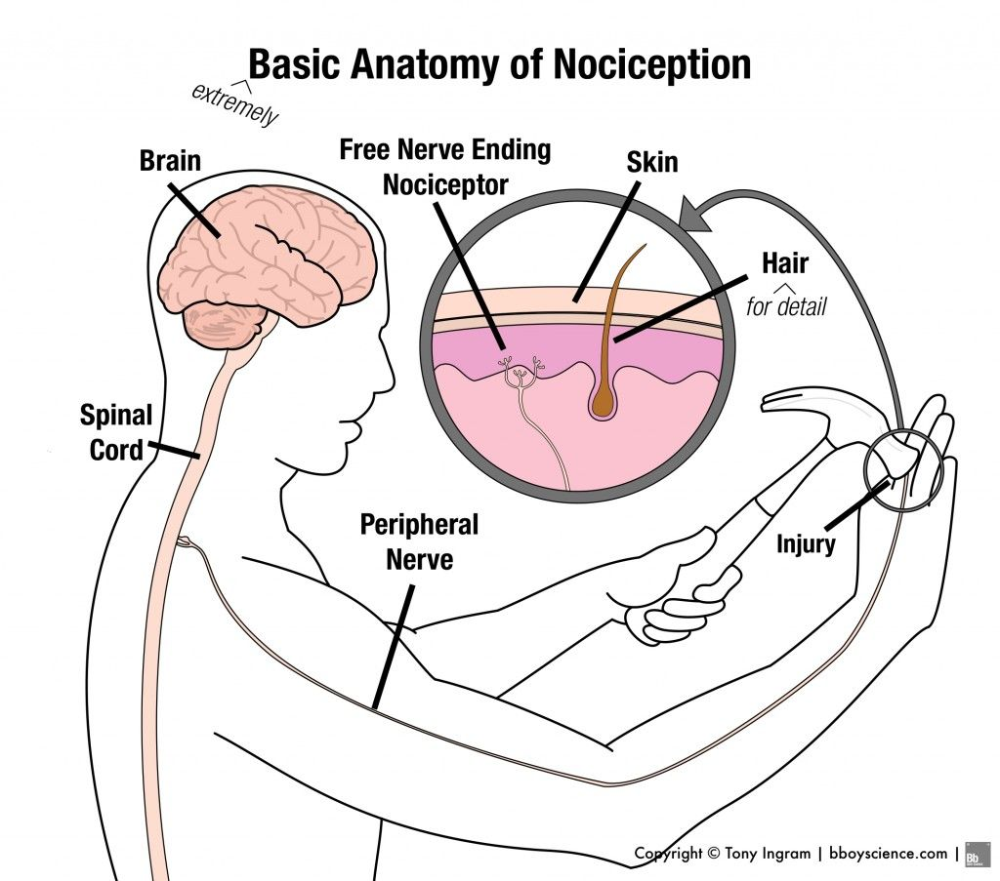 Basic Anatomy of Nociception
extremely
Brain
Free Nerve Ending
Nociceptor
Skin
Hair
for detail
Spinal
Cord
Peripheral
Nerve
Injury
Copyright © Tony Ingram | bboyscience.com |
Bb